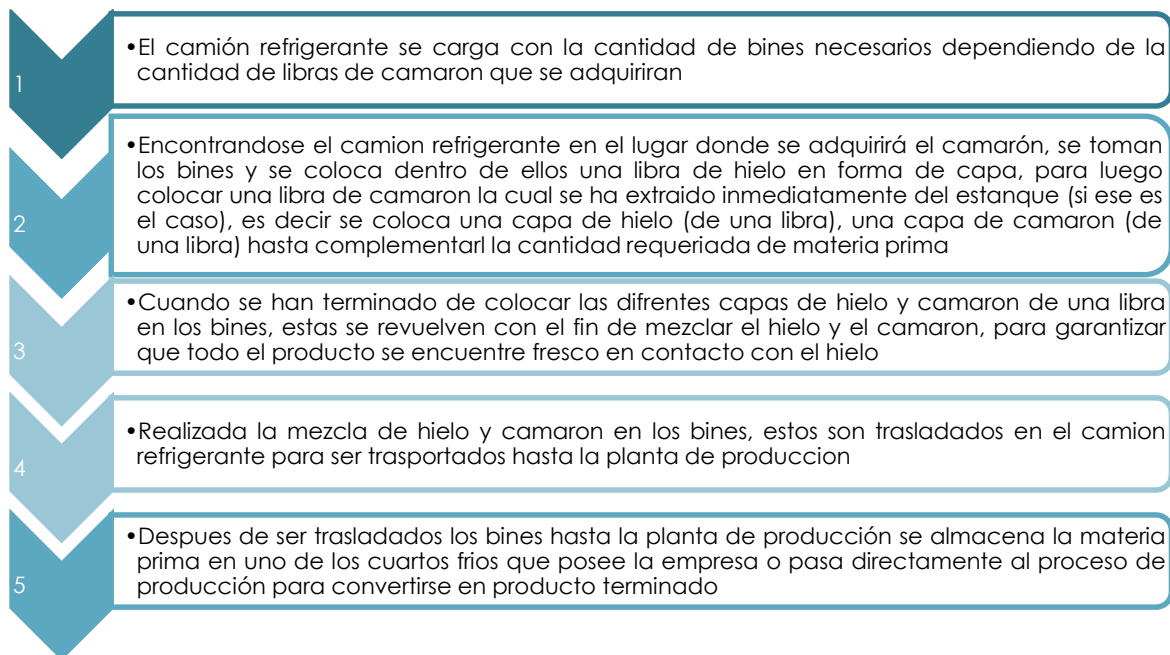 1
•El camión refrigerante se carga con la cantidad de bines necesarios dependiendo de la
cantidad de libras de camaron que se adquiriran
2
•Encontrandose el camion refrigerante en el lugar donde se adquirirá el camarón, se toman
los bines y se coloca dentro de ellos una libra de hielo en forma de capa, para luego
colocar una libra de camaron la cual se ha extraido inmediatamente del estanque (si ese es
el caso), es decir se coloca una capa de hielo (de una libra), una capa de camaron (de
una libra) hasta complementarl la cantidad requeriada de materia prima
3
•Cuando se han terminado de colocar las difrentes capas de hielo y camaron de una libra
en los bines, estas se revuelven con el fin de mezclar el hielo y el camaron, para garantizar
que todo el producto se encuentre fresco en contacto con el hielo
4
•Realizada la mezcla de hielo y camaron en los bines, estos son trasladados en el camion
refrigerante para ser trasportados hasta la planta de produccion
5
•Despues de ser trasladados los bines hasta la planta de producción se almacena la materia
prima en uno de los cuartos frios que posee la empresa o pasa directamente al proceso de
producción para convertirse en producto terminado